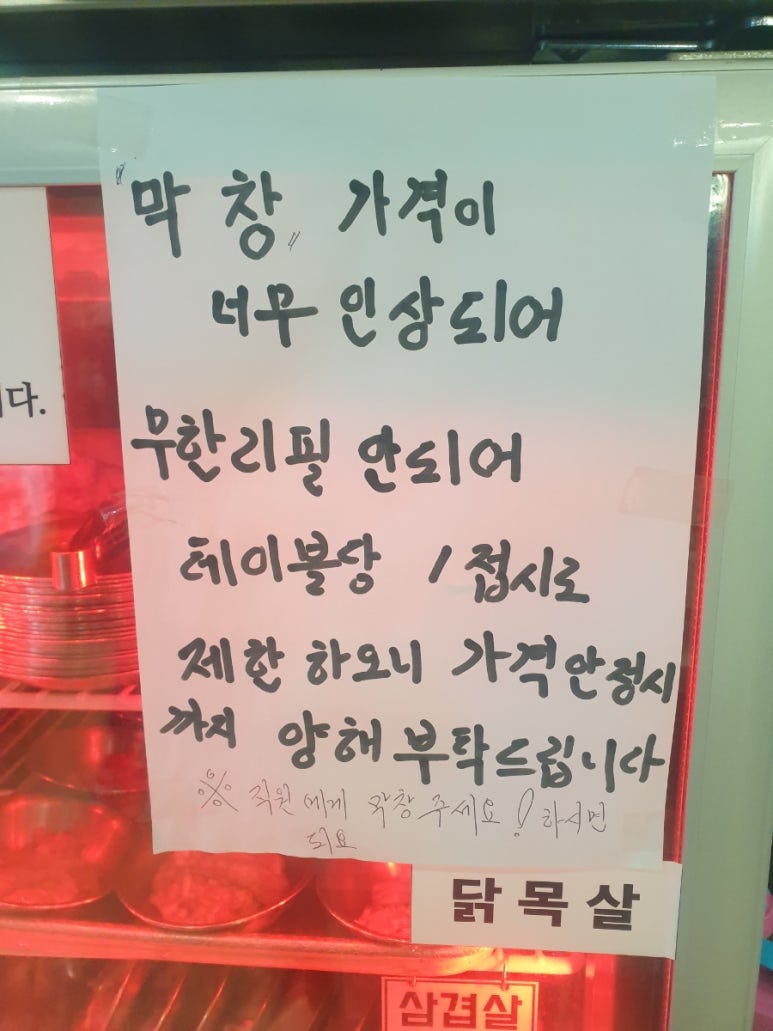 "막창" 가격이
너무 인상되어
무한리필 안되어
테이블당 1접시로
제한하오니 가격안정시
까지 양해부탁드립니다
※ 직원에게 막창주세요! 하시면
되요
니다.
닭목살
삼겹살